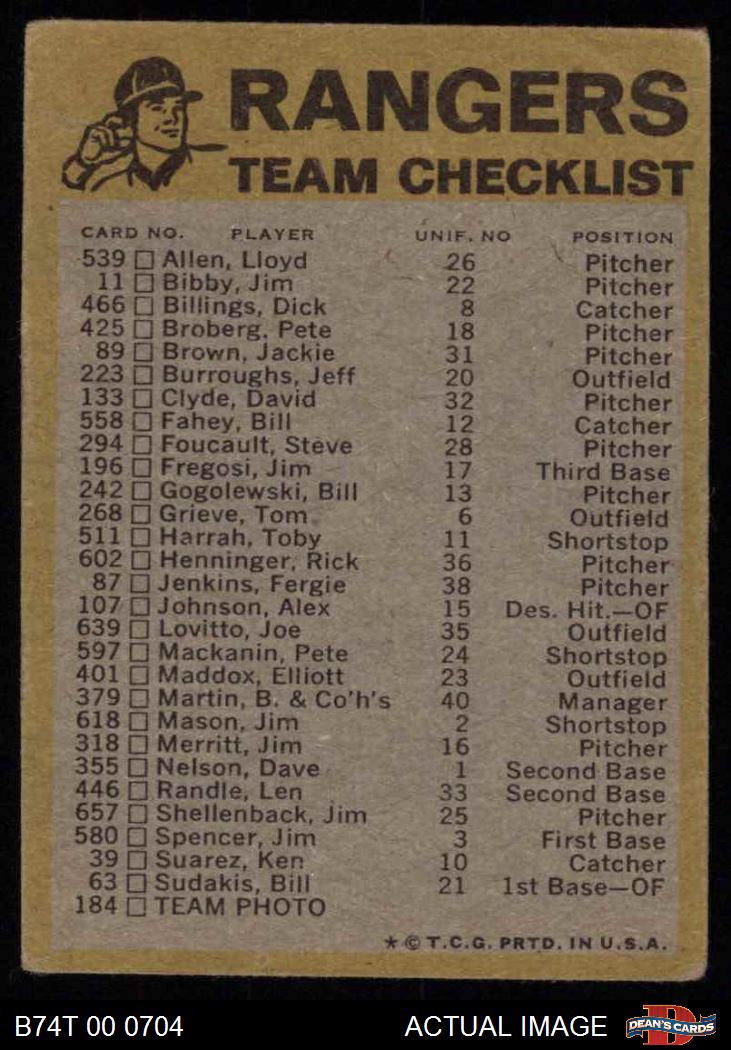 RANGERS
TEAM CHECKLIST
CARD NO. PLAYER UNIF. NO POSITION
539 Allen, Lloyd 26 Pitcher
11 Bibby, Jim 22 Pitcher
466 Billings, Dick 8 Catcher
425 Broberg, Pete 18 Pitcher
89 Brown, Jackie 31 Pitcher
223 Burroughs, Jeff 20 Outfield
133 Clyde, David 32 Pitcher
558 Fahey, Bill 12 Catcher
294 Foucault, Steve 28 Pitcher
196 Fregosi, Jim 17 Third Base
242 Gogolewski, Bill 13 Pitcher
268 Grieve, Tom 6 Outfield
511 Harrah, Toby 11 Shortstop
602 Henninger, Rick 36 Pitcher
87 Jenkins, Fergie 38 Pitcher
107 Johnson, Alex 15 Des. Hit.—OF
639 Lovitto, Joe 35 Outfield
597 Mackanin, Pete 24 Shortstop
401 Maddox, Elliott 23 Outfield
379 Martin, B. & Co'h's 40 Manager
618 Mason, Jim 2 Shortstop
318 Merritt, Jim 16 Pitcher
355 Nelson, Dave 1 Second Base
446 Randle, Len 33 Second Base
657 Shellenback, Jim 25 Pitcher
580 Spencer, Jim 3 First Base
39 Suarez, Ken 10 Catcher
63 Sudakis, Bill 21 1st Base—OF
184 TEAM PHOTO
★ © T.C.G. PRTD. IN U.S.A.
B74T 00 0704 ACTUAL IMAGE DEAN'S CARDS